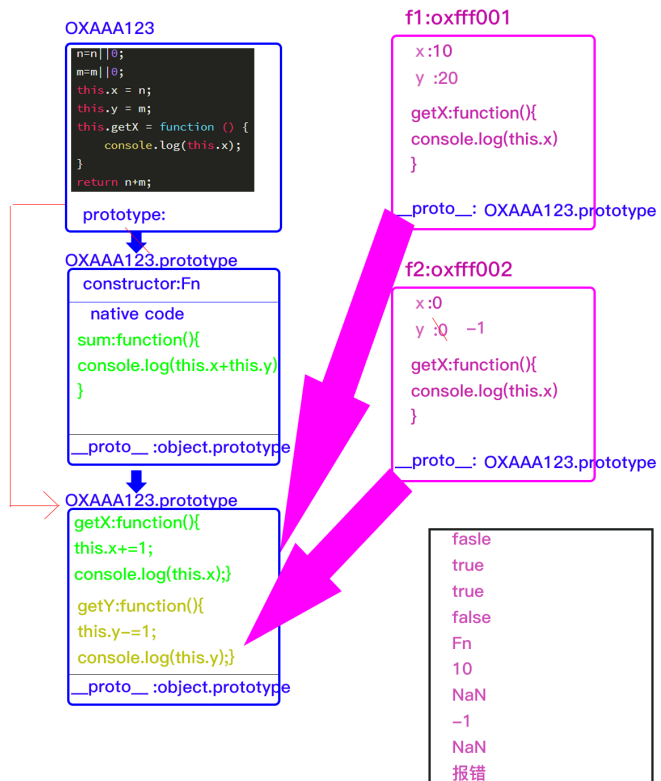 OXAAA123
n=n||0;
m=m||0;
this.x = n;
this.y = m;
this.getX = function () {
console.log(this.x);
}
return n+m;
prototype:
OXAAA123.prototype
constructor:Fn
native code
sum:function(){
console.log(this.x+this.y)
}
__proto__ :object.prototype
OXAAA123.prototype
getX:function(){
this.x+=1;
console.log(this.x);}
getY:function(){
this.y-=1;
console.log(this.y);}
__proto__ :object.prototype
f1:oxfff001
x :10
y :20
getX:function(){
console.log(this.x)
}
__proto__: OXAAA123.prototype
f2:oxfff002
x :0
y :0 -1
getX:function(){
console.log(this.x)
}
__proto__: OXAAA123.prototype
fasle
true
true
false
Fn
10
NaN
-1
NaN
报错